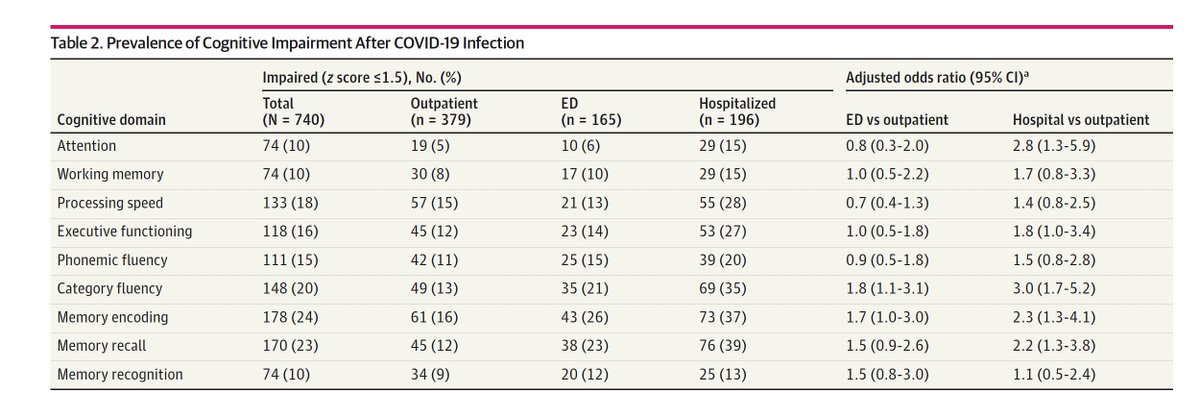 Table 2. Prevalence of Cognitive Impairment After COVID-19 Infection
Impaired (z score ≤1.5), No. (%) Adjusted odds ratio (95% CI)ᵃ
Cognitive domain Total (N = 740) Outpatient (n = 379) ED (n = 165) Hospitalized (n = 196) ED vs outpatient Hospital vs outpatient
Attention 74 (10) 19 (5) 10 (6) 29 (15) 0.8 (0.3-2.0) 2.8 (1.3-5.9)
Working memory 74 (10) 30 (8) 17 (10) 29 (15) 1.0 (0.5-2.2) 1.7 (0.8-3.3)
Processing speed 133 (18) 57 (15) 21 (13) 55 (28) 0.7 (0.4-1.3) 1.4 (0.8-2.5)
Executive functioning 118 (16) 45 (12) 23 (14) 53 (27) 1.0 (0.5-1.8) 1.8 (1.0-3.4)
Phonemic fluency 111 (15) 42 (11) 25 (15) 39 (20) 0.9 (0.5-1.8) 1.5 (0.8-2.8)
Category fluency 148 (20) 49 (13) 35 (21) 69 (35) 1.8 (1.1-3.1) 3.0 (1.7-5.2)
Memory encoding 178 (24) 61 (16) 43 (26) 73 (37) 1.7 (1.0-3.0) 2.3 (1.3-4.1)
Memory recall 170 (23) 45 (12) 38 (23) 76 (39) 1.5 (0.9-2.6) 2.2 (1.3-3.8)
Memory recognition 74 (10) 34 (9) 20 (12) 25 (13) 1.5 (0.8-3.0) 1.1 (0.5-2.4)